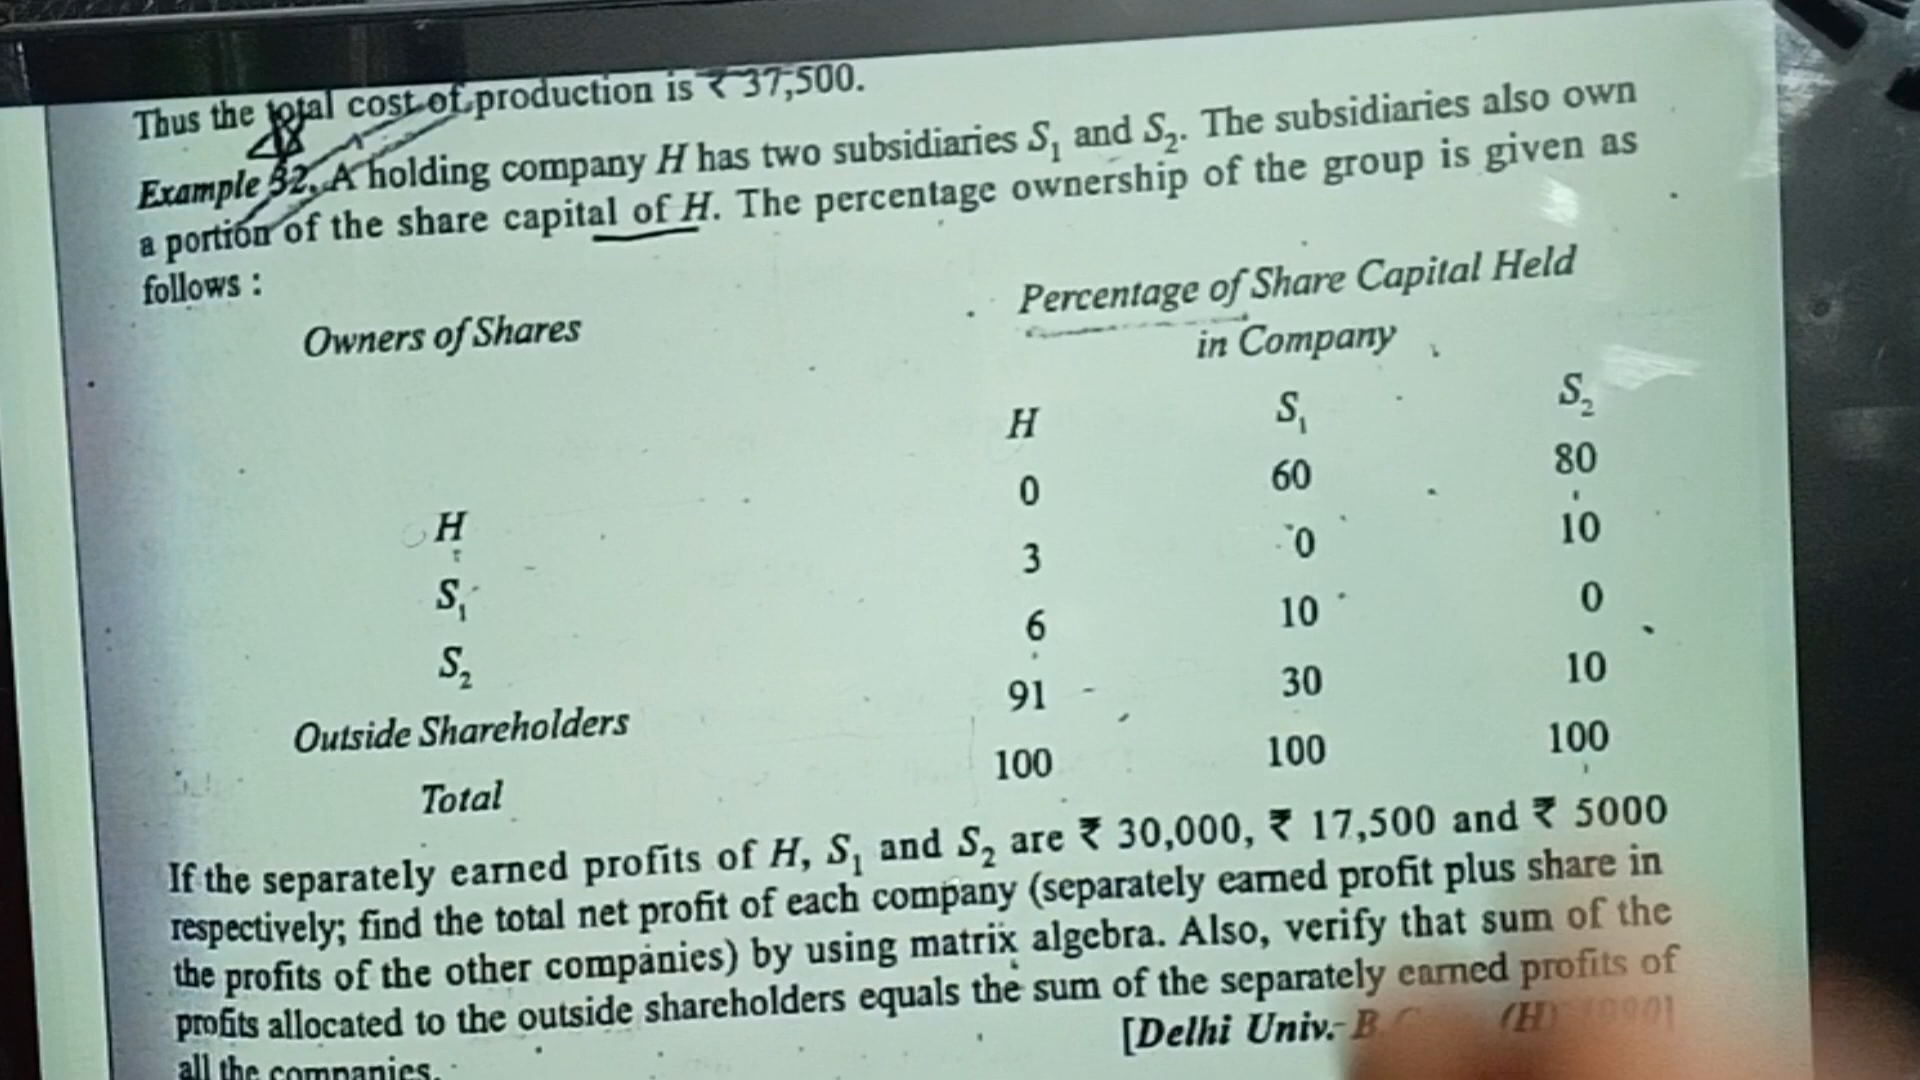 Thus the total cost of production is ₹ 37,500.
Example 32. A holding company H has two subsidiaries S₁ and S₂. The subsidiaries also own
a portion of the share capital of H. The percentage ownership of the group is given as
follows :
Owners of Shares Percentage of Share Capital Held
in Company
H S₁ S₂
H 0 60 80
S₁ 3 0 10
S₂ 6 10 0
Outside Shareholders 91 30 10
Total 100 100 100
If the separately earned profits of H, S₁ and S₂ are ₹ 30,000, ₹ 17,500 and ₹ 5000
respectively; find the total net profit of each company (separately earned profit plus share in
the profits of the other companies) by using matrix algebra. Also, verify that sum of the
profits allocated to the outside shareholders equals the sum of the separately earned profits of
all the companies.
[Delhi Univ. B (H)